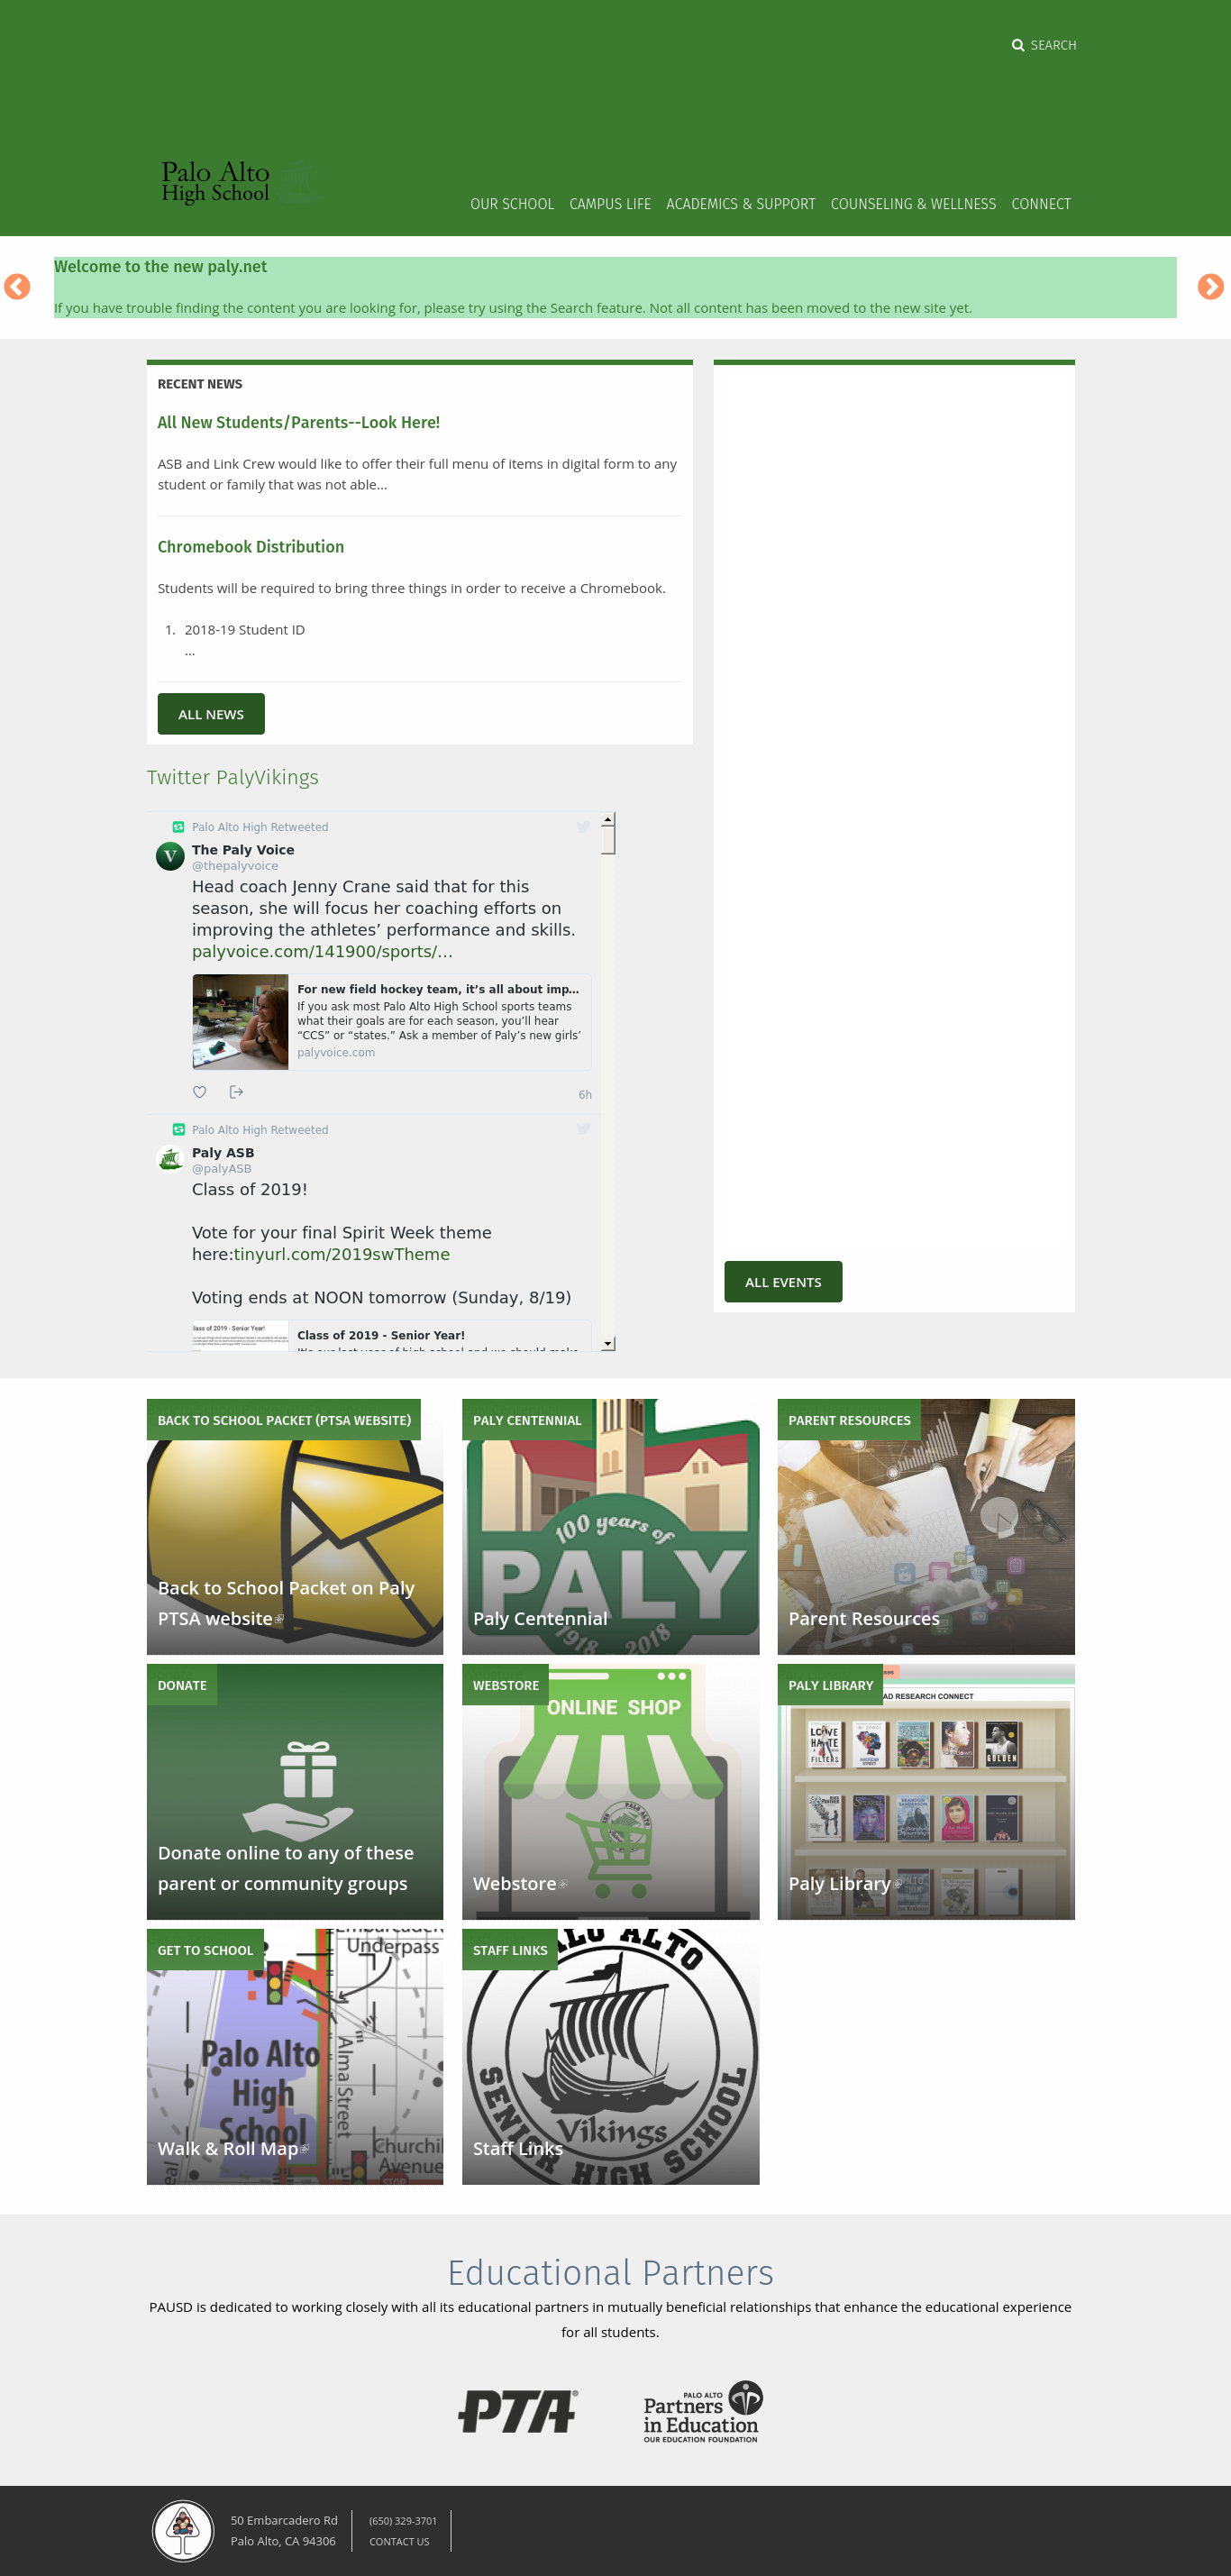 SEARCH
Palo Alto
High School
OUR SCHOOL CAMPUS LIFE ACADEMICS & SUPPORT COUNSELING & WELLNESS CONNECT
Welcome to the new paly.net
If you have trouble finding the content you are looking for, please try using the Search feature. Not all content has been moved to the new site yet.
RECENT NEWS
All New Students/Parents--Look Here!
ASB and Link Crew would like to offer their full menu of items in digital form to any
student or family that was not able...
Chromebook Distribution
Students will be required to bring three things in order to receive a Chromebook.
1. 2018-19 Student ID
...
ALL NEWS
Twitter PalyVikings
Palo Alto High Retweeted
V
The Paly Voice
@thepalyvoice
Head coach Jenny Crane said that for this
season, she will focus her coaching efforts on
improving the athletes’ performance and skills.
palyvoice.com/141900/sports/…
For new field hockey team, it’s all about imp…
If you ask most Palo Alto High School sports teams
what their goals are for each season, you’ll hear
“CCS” or “states.” Ask a member of Paly’s new girls’
palyvoice.com
6h
Palo Alto High Retweeted
Paly ASB
@palyASB
Class of 2019!
Vote for your final Spirit Week theme
here:tinyurl.com/2019swTheme
Voting ends at NOON tomorrow (Sunday, 8/19)
Class of 2019 - Senior Year!
ALL EVENTS
BACK TO SCHOOL PACKET (PTSA WEBSITE)
Back to School Packet on Paly
PTSA website
PALY CENTENNIAL
100 years of
PALY
1918 - 2018
Paly Centennial
PARENT RESOURCES
Parent Resources
DONATE
Donate online to any of these
parent or community groups
WEBSTORE
ONLINE SHOP
Webstore
PALY LIBRARY
AD RESEARCH CONNECT
Paly Library
GET TO SCHOOL
Underpass
Alma Street
Palo Alto
High
School
Churchil
Avenue
STOP
Walk & Roll Map
STAFF LINKS
PALO ALTO
Vikings
SENIOR HIGH SCHOOL
Staff Links
Educational Partners
PAUSD is dedicated to working closely with all its educational partners in mutually beneficial relationships that enhance the educational experience
for all students.
PTA®
PALO ALTO
Partners
in Education
OUR EDUCATION FOUNDATION
50 Embarcadero Rd
Palo Alto, CA 94306
(650) 329-3701
CONTACT US